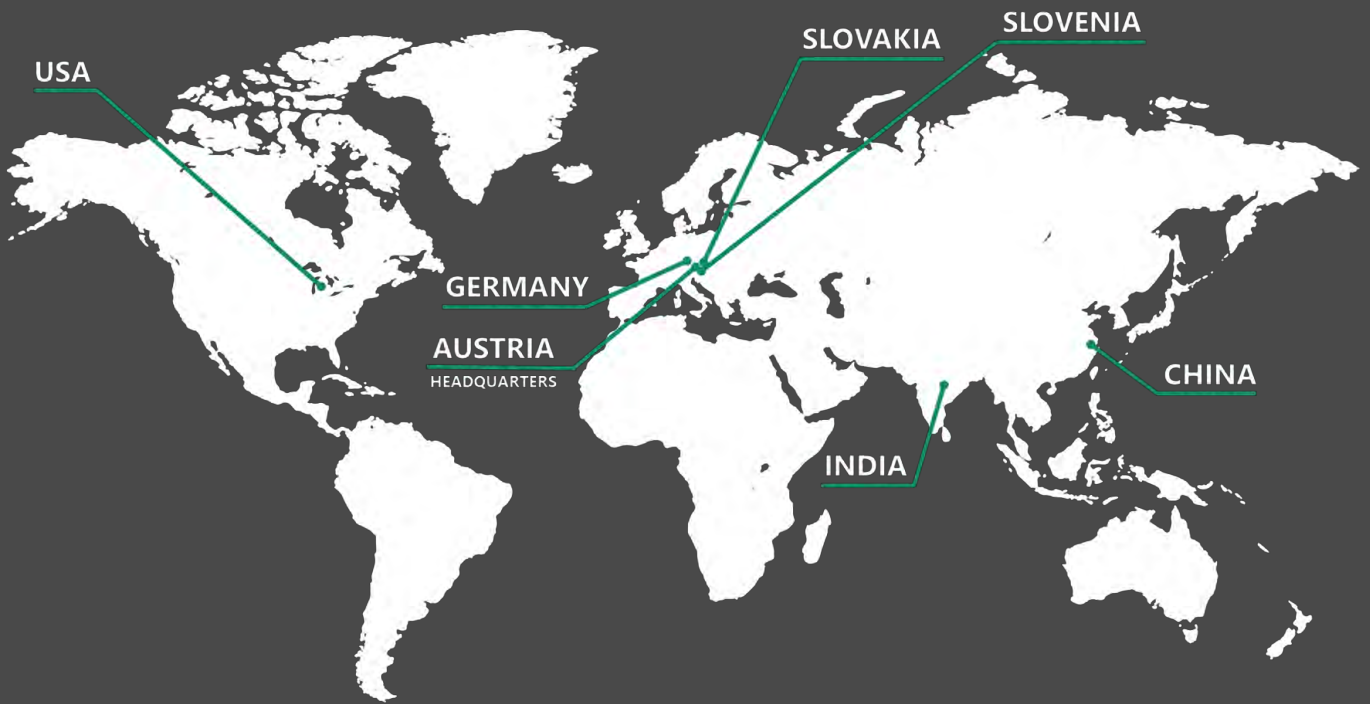 SLOVENIA
SLOVAKIA
USA
GERMANY
AUSTRIA
HEADQUARTERS
CHINA
INDIA